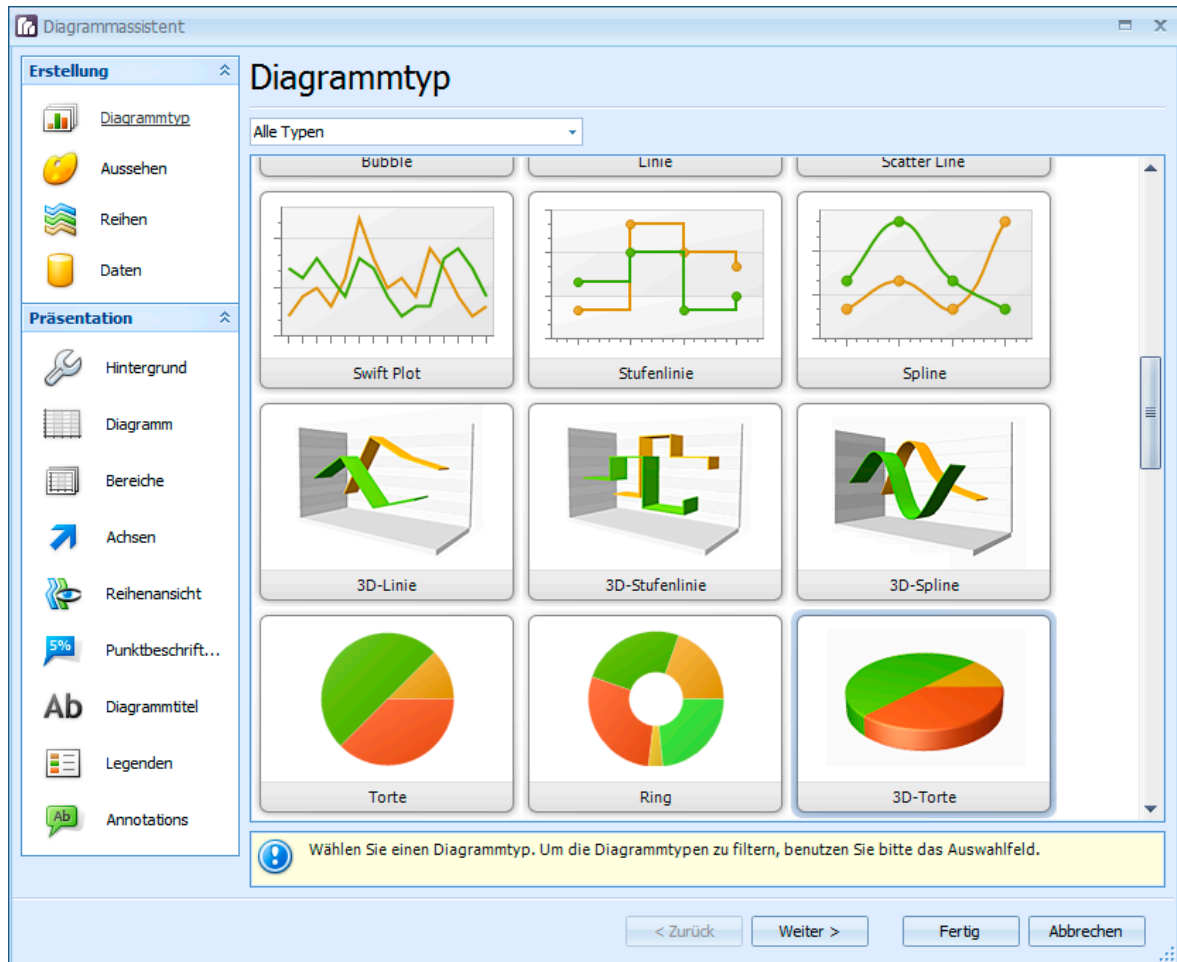 Diagrammassistent
Erstellung
Diagrammtyp
Aussehen
Reihen
Daten
Präsentation
Hintergrund
Diagramm
Bereiche
Achsen
Reihenansicht
5%
Punktbeschrift...
Ab
Diagrammtitel
Legenden
Ab
Annotations
Diagrammtyp
Alle Typen
Bubble
Linie
Scatter Line
Swift Plot
Stufenlinie
Spline
3D-Linie
3D-Stufenlinie
3D-Spline
Torte
Ring
3D-Torte
Wählen Sie einen Diagrammtyp. Um die Diagrammtypen zu filtern, benutzen Sie bitte das Auswahlfeld.
< Zurück
Weiter >
Fertig
Abbrechen